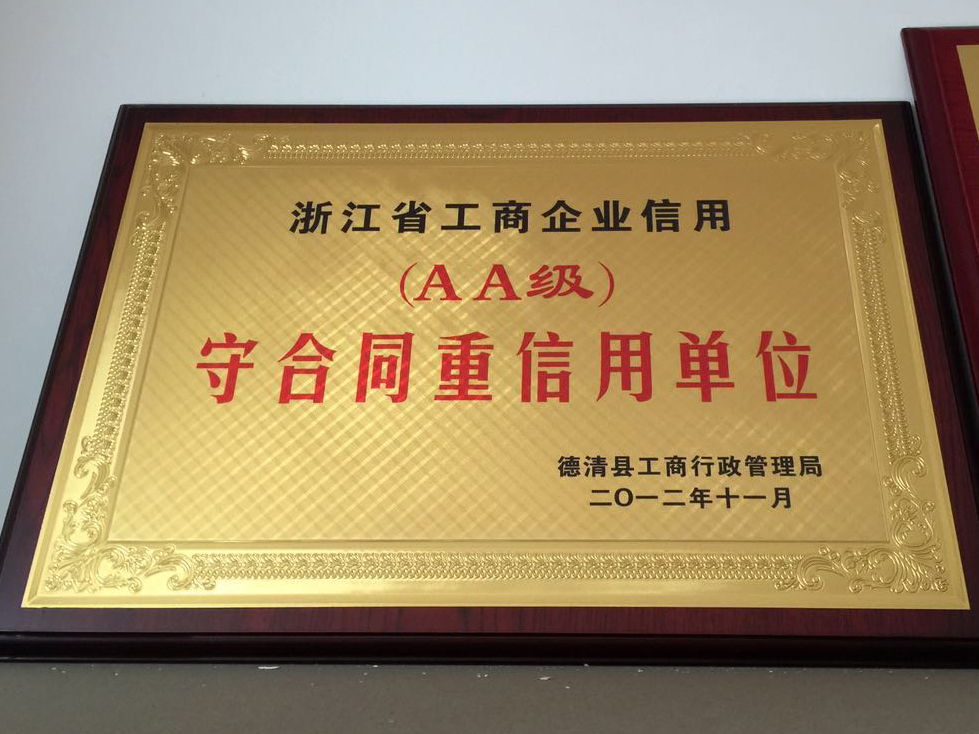 浙江省工商企业信用
(AA级)
守合同重信用单位
德清县工商行政管理局
二〇一二年十一月